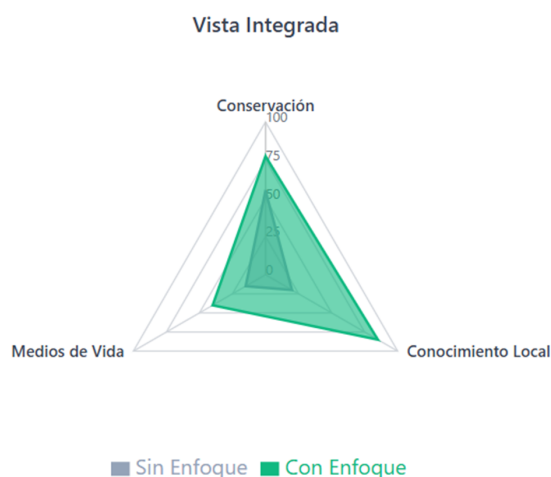 Vista Integrada
Conservación
100
75
50
25
0
Medios de Vida
Conocimiento Local
Sin Enfoque
Con Enfoque